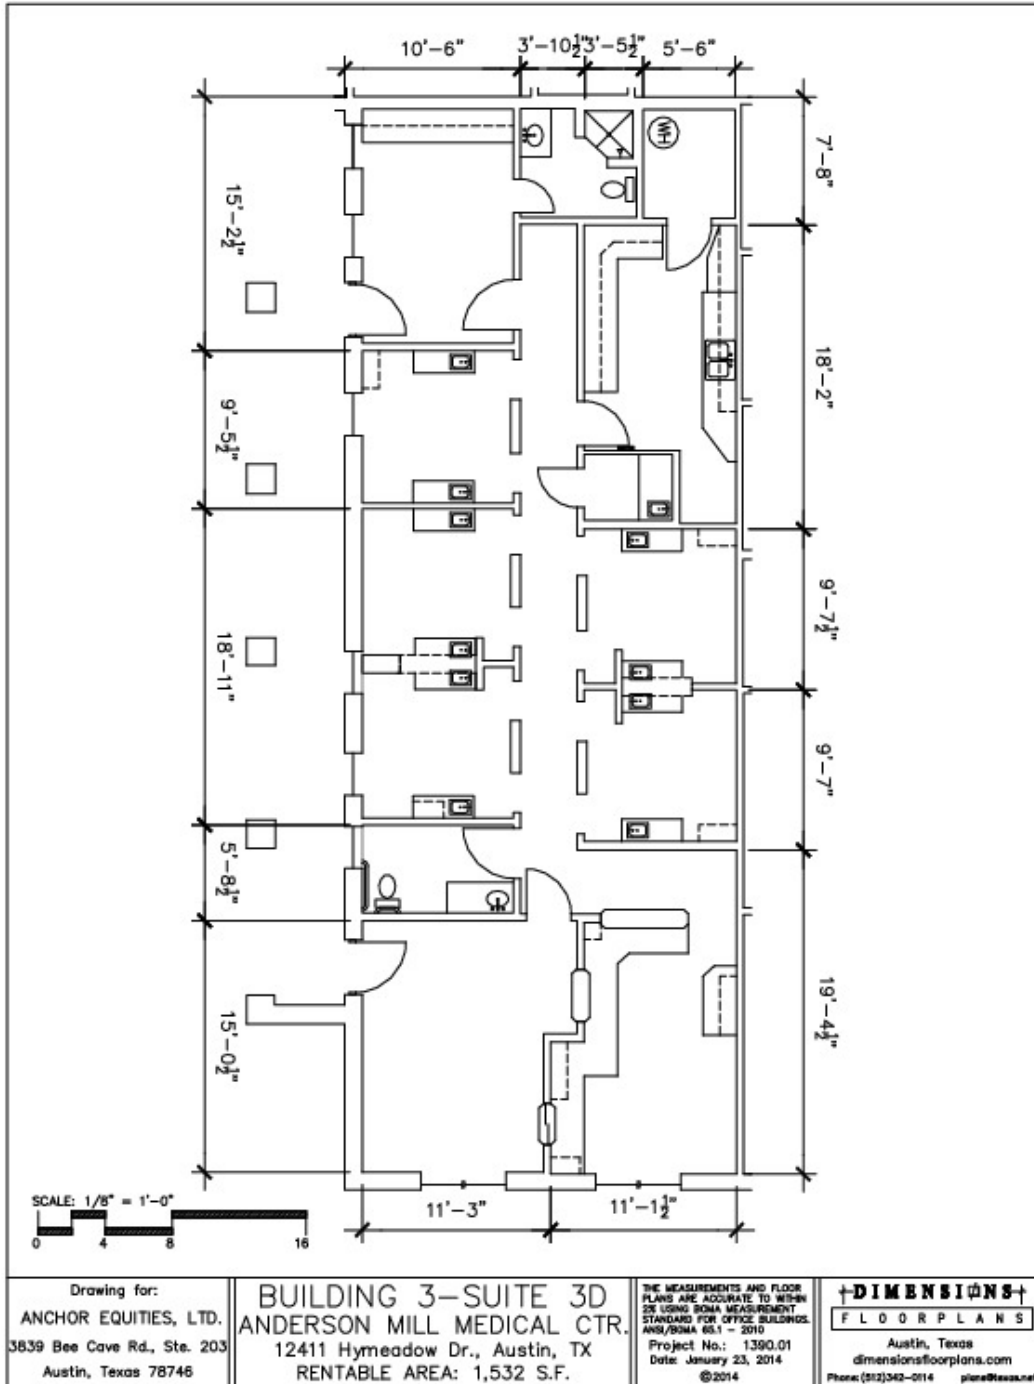 10'-6"
3'-10½"
3'-5½"
5'-6"
WH
7'-8"
15'-2½"
18'-2"
9'-5½"
9'-7½"
18'-11"
9'-7"
5'-8½"
19'-4½"
15'-0½"
11'-3"
11'-1½"
SCALE: 1/8" = 1'-0"
0 4 8 16
Drawing for:
ANCHOR EQUITIES, LTD.
3839 Bee Cave Rd., Ste. 203
Austin, Texas 78746
BUILDING 3-SUITE 3D
ANDERSON MILL MEDICAL CTR.
12411 Hymeadow Dr., Austin, TX
RENTABLE AREA: 1,532 S.F.
THE MEASUREMENTS AND FLOOR
PLANS ARE ACCURATE TO WITHIN
2% USING BOMA MEASUREMENT
STANDARD FOR OFFICE BUILDINGS.
ANSI/BOMA 65.1 - 2010
Project No.: 1390.01
Date: January 23, 2014
©2014
DIMENSIONS
FLOORPLANS
Austin, Texas
dimensionsfloorplans.com
Phone:(512)342-0114